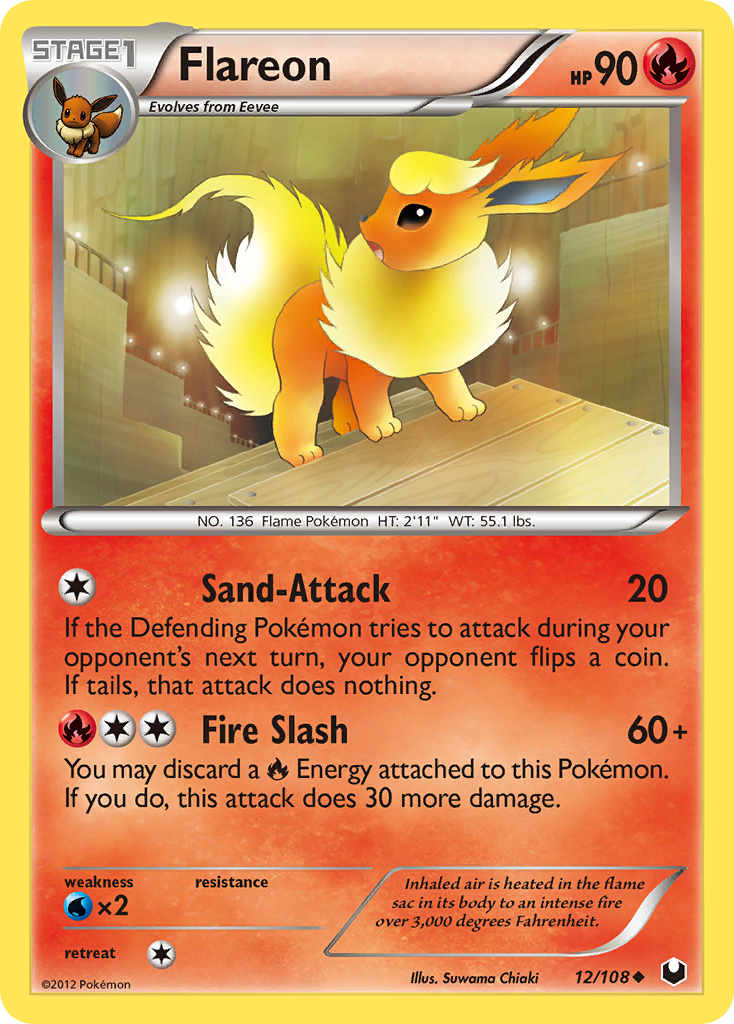 STAGE1
Flareon
HP 90
Evolves from Eevee
NO. 136 Flame Pokémon HT: 2'11" WT: 55.1 lbs.
Sand-Attack 20
If the Defending Pokémon tries to attack during your
opponent's next turn, your opponent flips a coin.
If tails, that attack does nothing.
Fire Slash 60+
You may discard a Energy attached to this Pokémon.
If you do, this attack does 30 more damage.
weakness resistance
×2
Inhaled air is heated in the flame
sac in its body to an intense fire
over 3,000 degrees Fahrenheit.
retreat
©2012 Pokémon
Illus. Suwama Chiaki
12/108